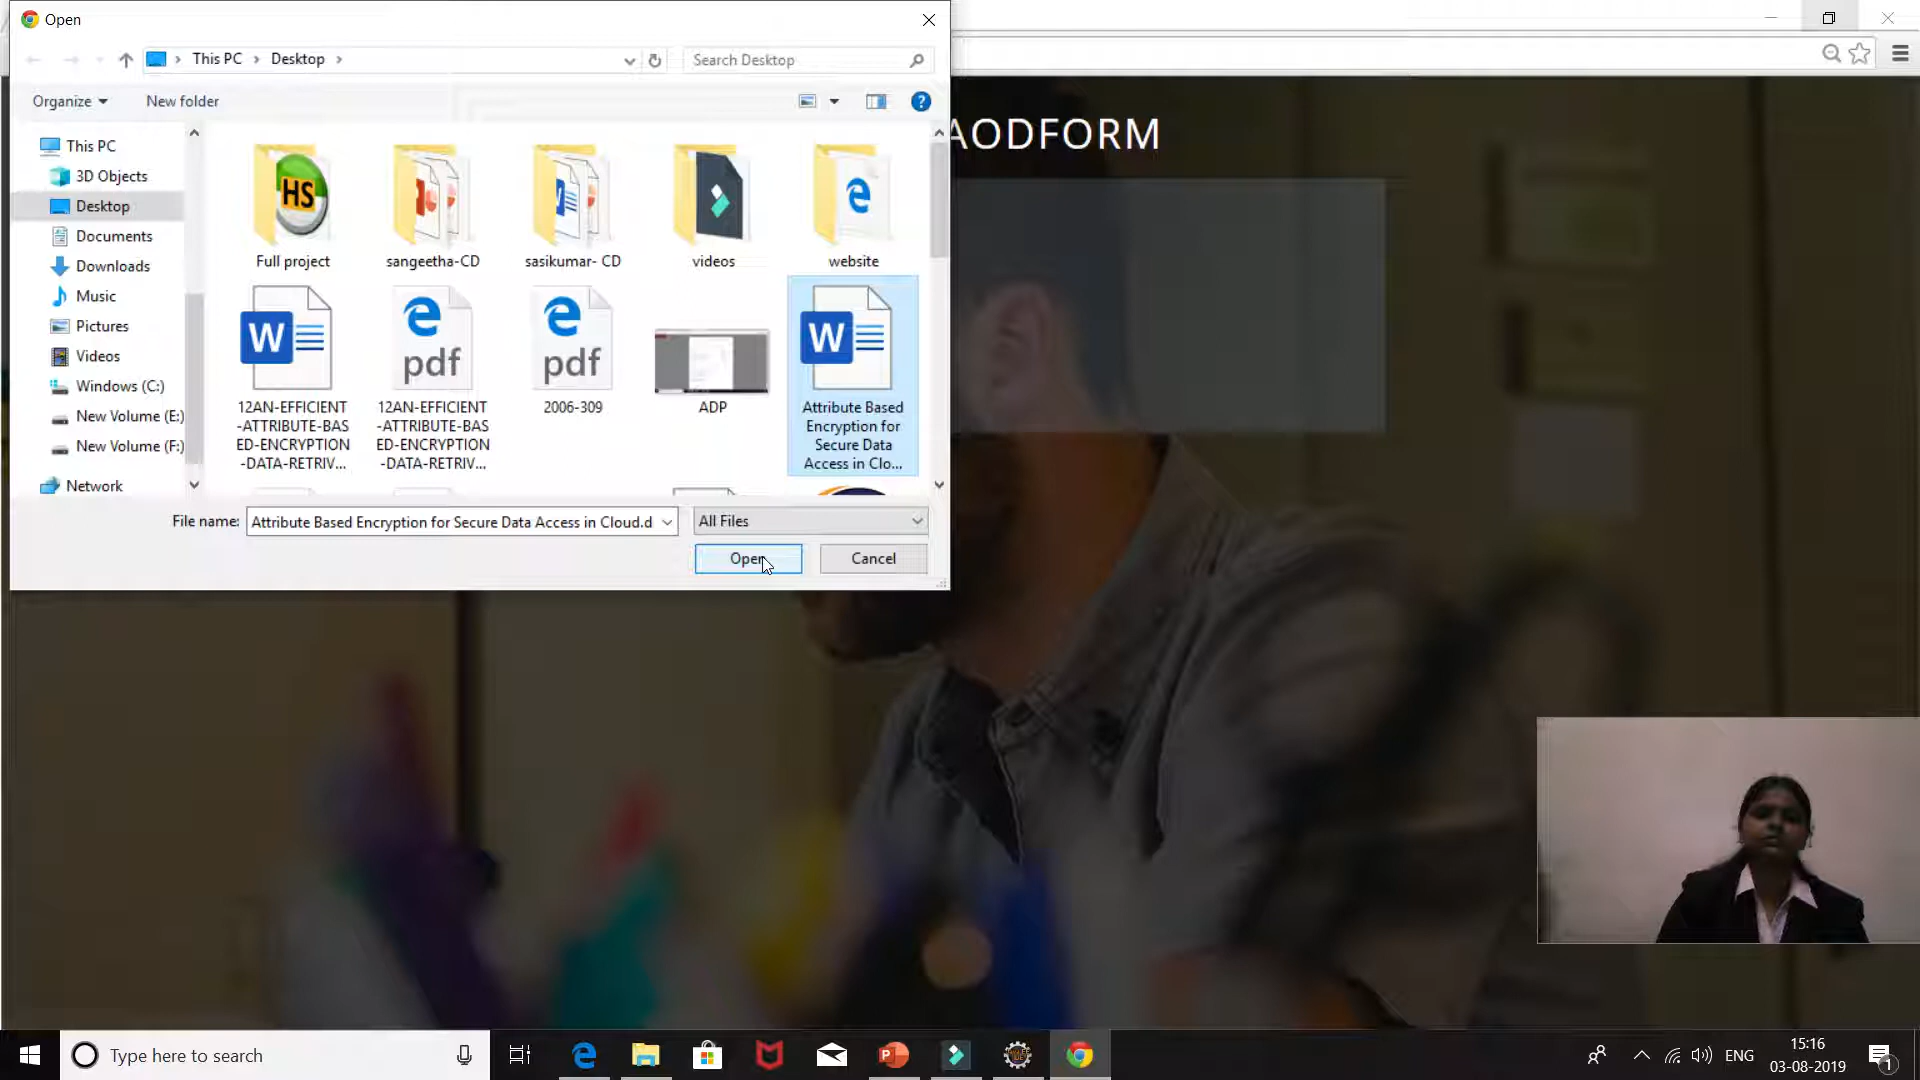 Open
This PC
Desktop
Search Desktop
Organize
New folder
This PC
3D Objects
Desktop
Documents
Downloads
Music
Pictures
Videos
Windows (C:)
New Volume (E:)
New Volume (F:)
Network
HS
Full project
sangeetha-CD
sasikumar- CD
videos
website
W
12AN-EFFICIENT
-ATTRIBUTE-BAS
ED-ENCRYPTION
-DATA-RETRIV...
pdf
12AN-EFFICIENT
-ATTRIBUTE-BAS
ED-ENCRYPTION
-DATA-RETRIV...
pdf
2006-309
ADP
W
Attribute Based
Encryption for
Secure Data
Access in Clo...
File name:
Attribute Based Encryption for Secure Data Access in Cloud.d
All Files
Open
Cancel
AODFORM
Type here to search
ENG
15:16
03-08-2019
1